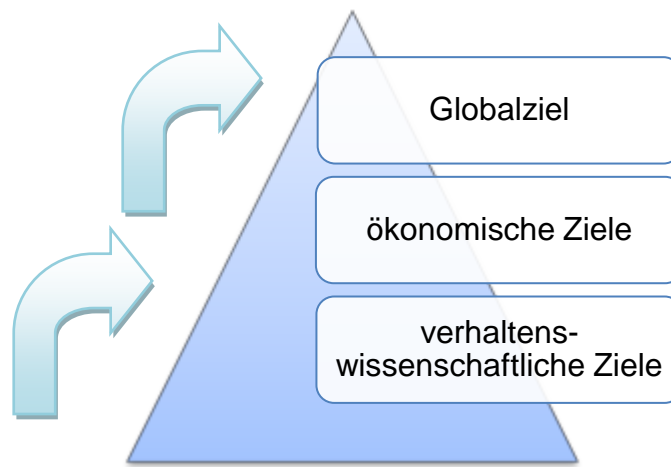 Globalziel
ökonomische Ziele
verhaltens-
wissenschaftliche Ziele